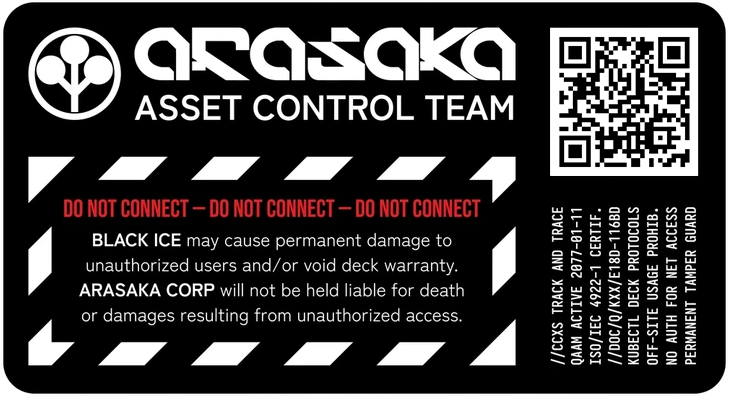 ARASAKA
ASSET CONTROL TEAM
DO NOT CONNECT – DO NOT CONNECT – DO NOT CONNECT
BLACK ICE may cause permanent damage to
unauthorized users and/or void deck warranty.
ARASAKA CORP will not be held liable for death
or damages resulting from unauthorized access.
//CCXS TRACK AND TRACE
QAAM ACTIVE 2077-01-11
ISO/IEC 4922-1 CERTIF.
//DOC/Q/KXX/E18D-116BD
KUBECTL DECK PROTOCOLS
OFF-SITE USAGE PROHIB.
NO AUTH FOR NET ACCESS
PERMANENT TAMPER GUARD